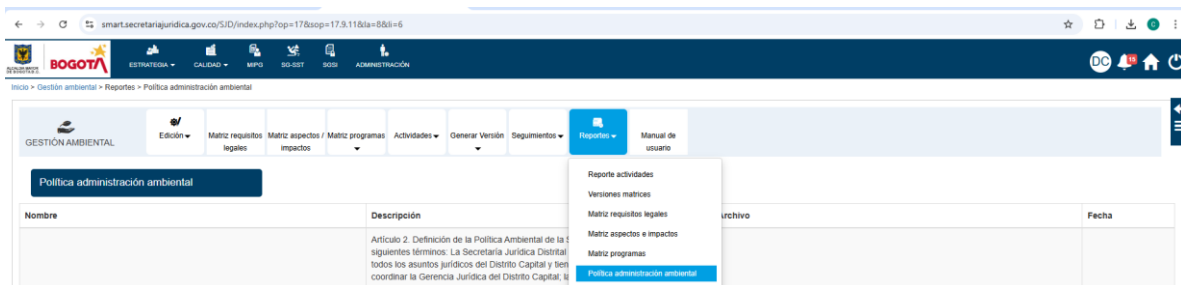 smart.secretariajuridica.gov.co/SJD/index.php?op=17&sop=17.9.11&da=8&di=6
C
BOGOTÁ
ESTRATEGIA
CALIDAD
MIPG
SG-SST
SGSI
ADMINISTRACIÓN
DC
Inicio > Gestión ambiental > Reportes > Política administración ambiental
GESTIÓN AMBIENTAL
Edición
Matriz requisitos legales
Matriz aspectos / impactos
Matriz programas
Actividades
Generar Versión
Seguimientos
Reportes
Manual de usuario
Reporte actividades
Versiones matrices
Matriz requisitos legales
Matriz aspectos e impactos
Matriz programas
Política administración ambiental
Política administración ambiental
Nombre
Descripción
rchivo
Fecha
Artículo 2. Definición de la Política Ambiental de la S
siguientes términos: La Secretaría Jurídica Distrital
todos los asuntos jurídicos del Distrito Capital y tien
coordinar la Gerencia Jurídica del Distrito Capital; la